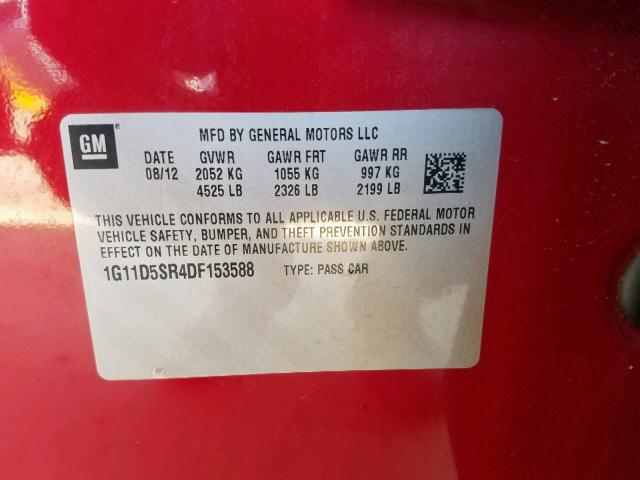 GM ®
MFD BY GENERAL MOTORS LLC
DATE GVWR GAWR FRT GAWR RR
08/12 2052 KG 1055 KG 997 KG
4525 LB 2326 LB 2199 LB
THIS VEHICLE CONFORMS TO ALL APPLICABLE U.S. FEDERAL MOTOR
VEHICLE SAFETY, BUMPER, AND THEFT PREVENTION STANDARDS IN
EFFECT ON THE DATE OF MANUFACTURE SHOWN ABOVE.
1G11D5SR4DF153588 TYPE: PASS CAR